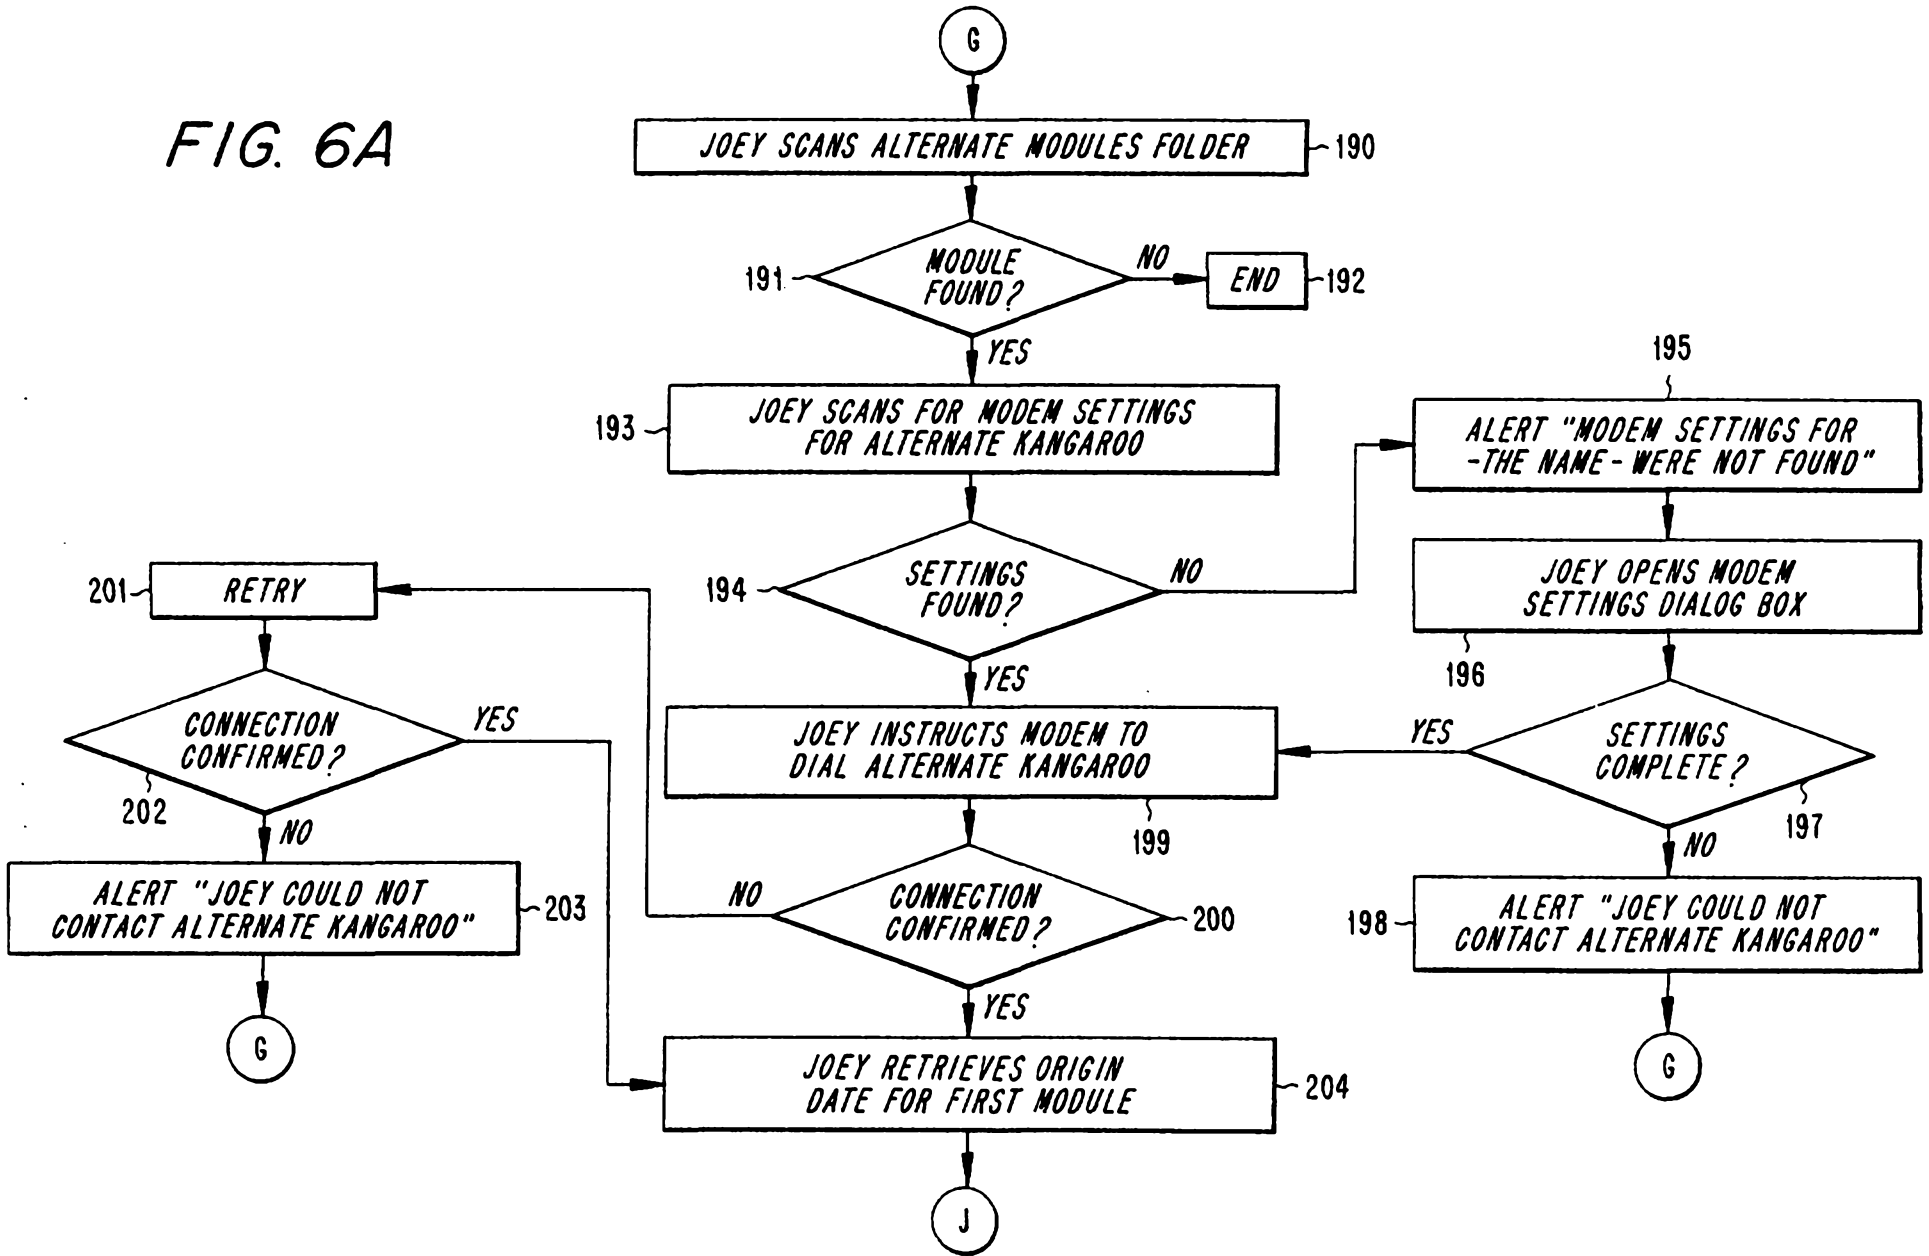 G
FIG. 6A
JOEY SCANS ALTERNATE MODULES FOLDER
190
191
MODULE
FOUND?
NO
END
192
YES
193
JOEY SCANS FOR MODEM SETTINGS
FOR ALTERNATE KANGAROO
195
ALERT "MODEM SETTINGS FOR
-THE NAME- WERE NOT FOUND"
194
SETTINGS
FOUND?
NO
JOEY OPENS MODEM
SETTINGS DIALOG BOX
196
201
RETRY
YES
202
CONNECTION
CONFIRMED?
YES
JOEY INSTRUCTS MODEM TO
DIAL ALTERNATE KANGAROO
199
YES
SETTINGS
COMPLETE?
197
NO
NO
203
ALERT "JOEY COULD NOT
CONTACT ALTERNATE KANGAROO"
NO
CONNECTION
CONFIRMED?
200
198
ALERT "JOEY COULD NOT
CONTACT ALTERNATE KANGAROO"
YES
G
JOEY RETRIEVES ORIGIN
DATE FOR FIRST MODULE
204
G
J